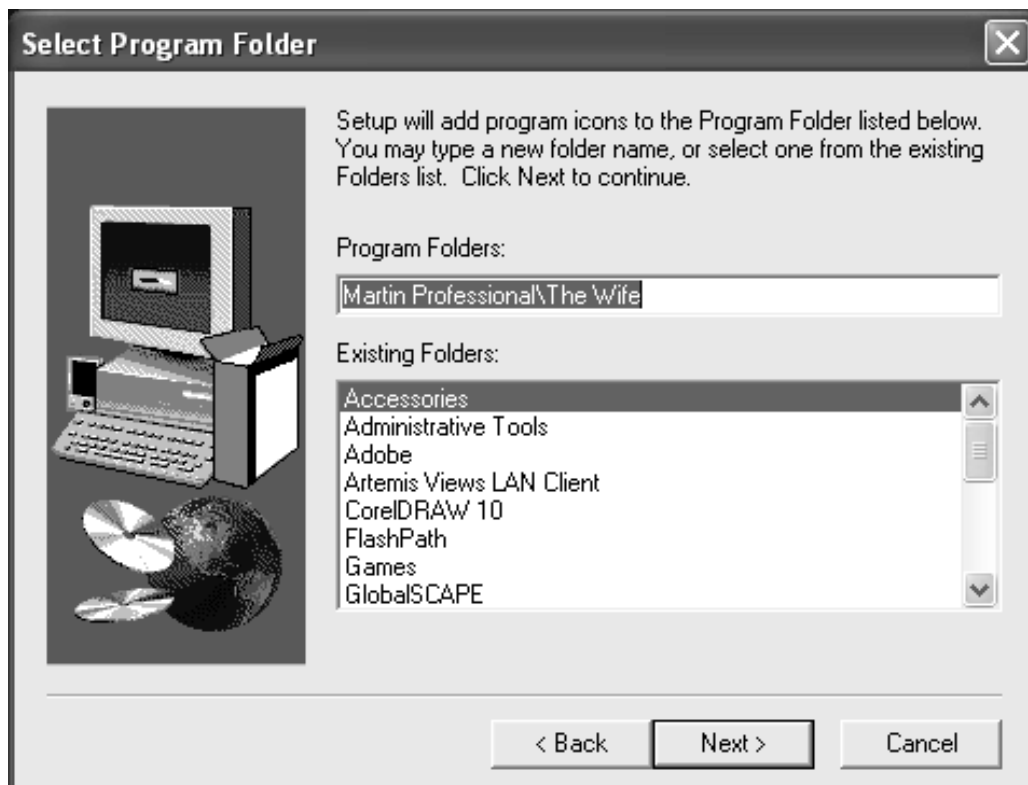 Select Program Folder
Setup will add program icons to the Program Folder listed below.
You may type a new folder name, or select one from the existing
Folders list.  Click Next to continue.
Program Folders:
Martin Professional\The Wife
Existing Folders:
Accessories
Administrative Tools
Adobe
Artemis Views LAN Client
CorelDRAW 10
FlashPath
Games
GlobalSCAPE
< Back
Next >
Cancel